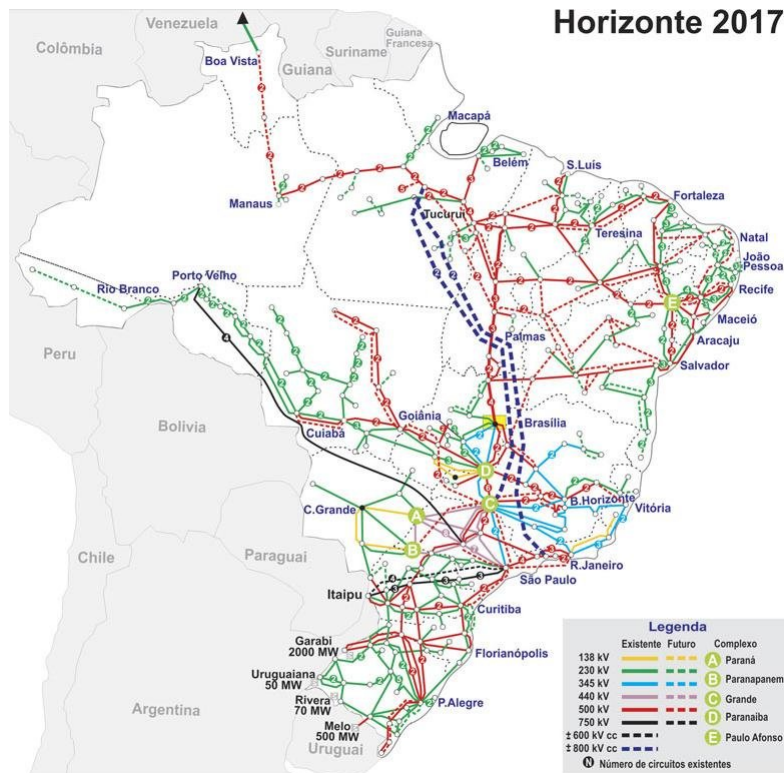 Horizonte 2017
Venezuela
Colômbia
Guiana
Francesa
Suriname
Guiana
Boa Vista
Macapá
Belém
S.Luís
Fortaleza
Manaus
Tucuruí
Teresina
Natal
João
Pessoa
Recife
Porto Velho
Rio Branco
E
Maceió
Aracaju
Palmas
Salvador
Peru
Bolívia
Goiânia
Brasília
Cuiabá
D
C
B.Horizonte
Vitória
C.Grande
A
B
Chile
Paraguai
R.Janeiro
São Paulo
Itaipu
Curitiba
Garabi
2000 MW
Florianópolis
Uruguaiana
50 MW
Rivera
70 MW
P.Alegre
Melo
500 MW
Argentina
Uruguai
Legenda
Existente Futuro Complexo
138 kV A Paraná
230 kV B Paranapanem
345 kV
440 kV C Grande
500 kV D Paranaiba
750 kV
± 600 kV cc E Paulo Afonso
± 800 kV cc
N Número de circuitos existentes